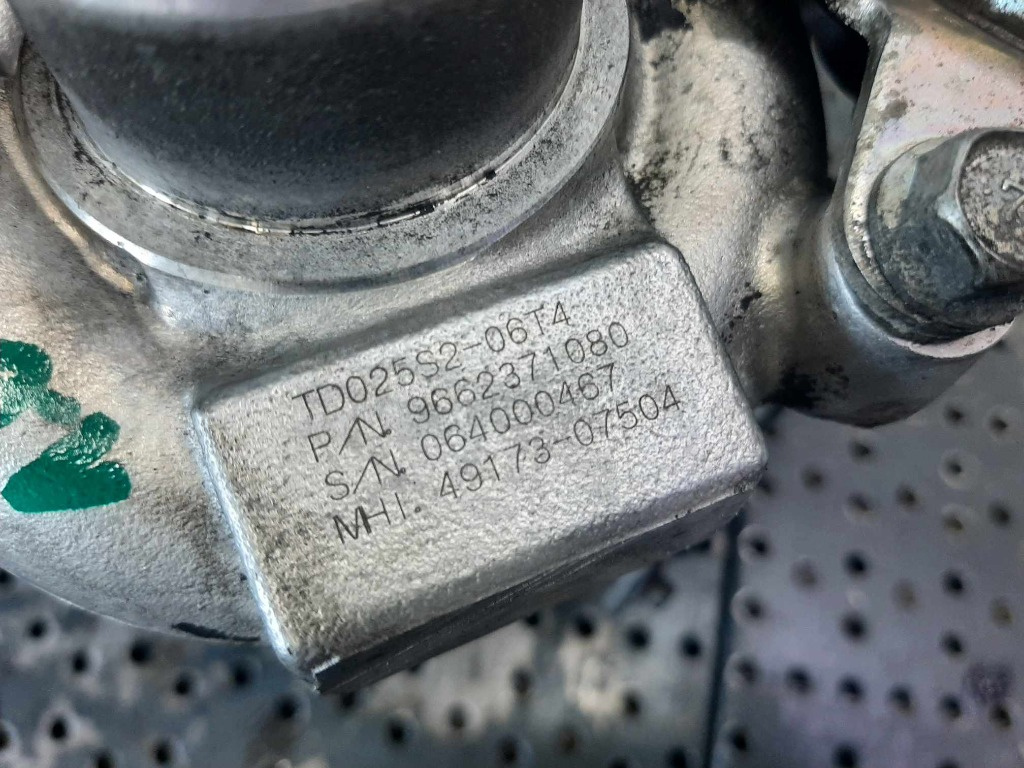 TD025S2-06T4
P/N. 9662371080
S/N. 064000467
MHI. 49173-07504